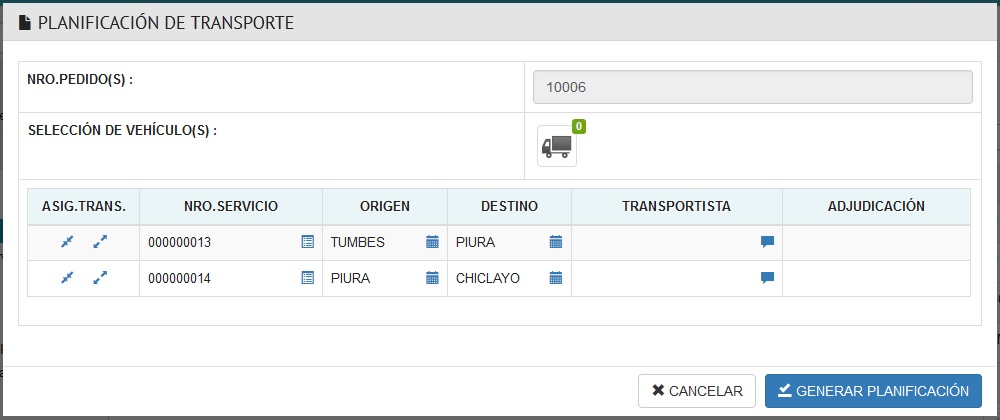 PLANIFICACIÓN DE TRANSPORTE
NRO.PEDIDO(S) : 10006
SELECCIÓN DE VEHÍCULO(S) : 0
ASIG.TRANS. NRO.SERVICIO ORIGEN DESTINO TRANSPORTISTA ADJUDICACIÓN
000000013 TUMBES PIURA
000000014 PIURA CHICLAYO
CANCELAR GENERAR PLANIFICACIÓN